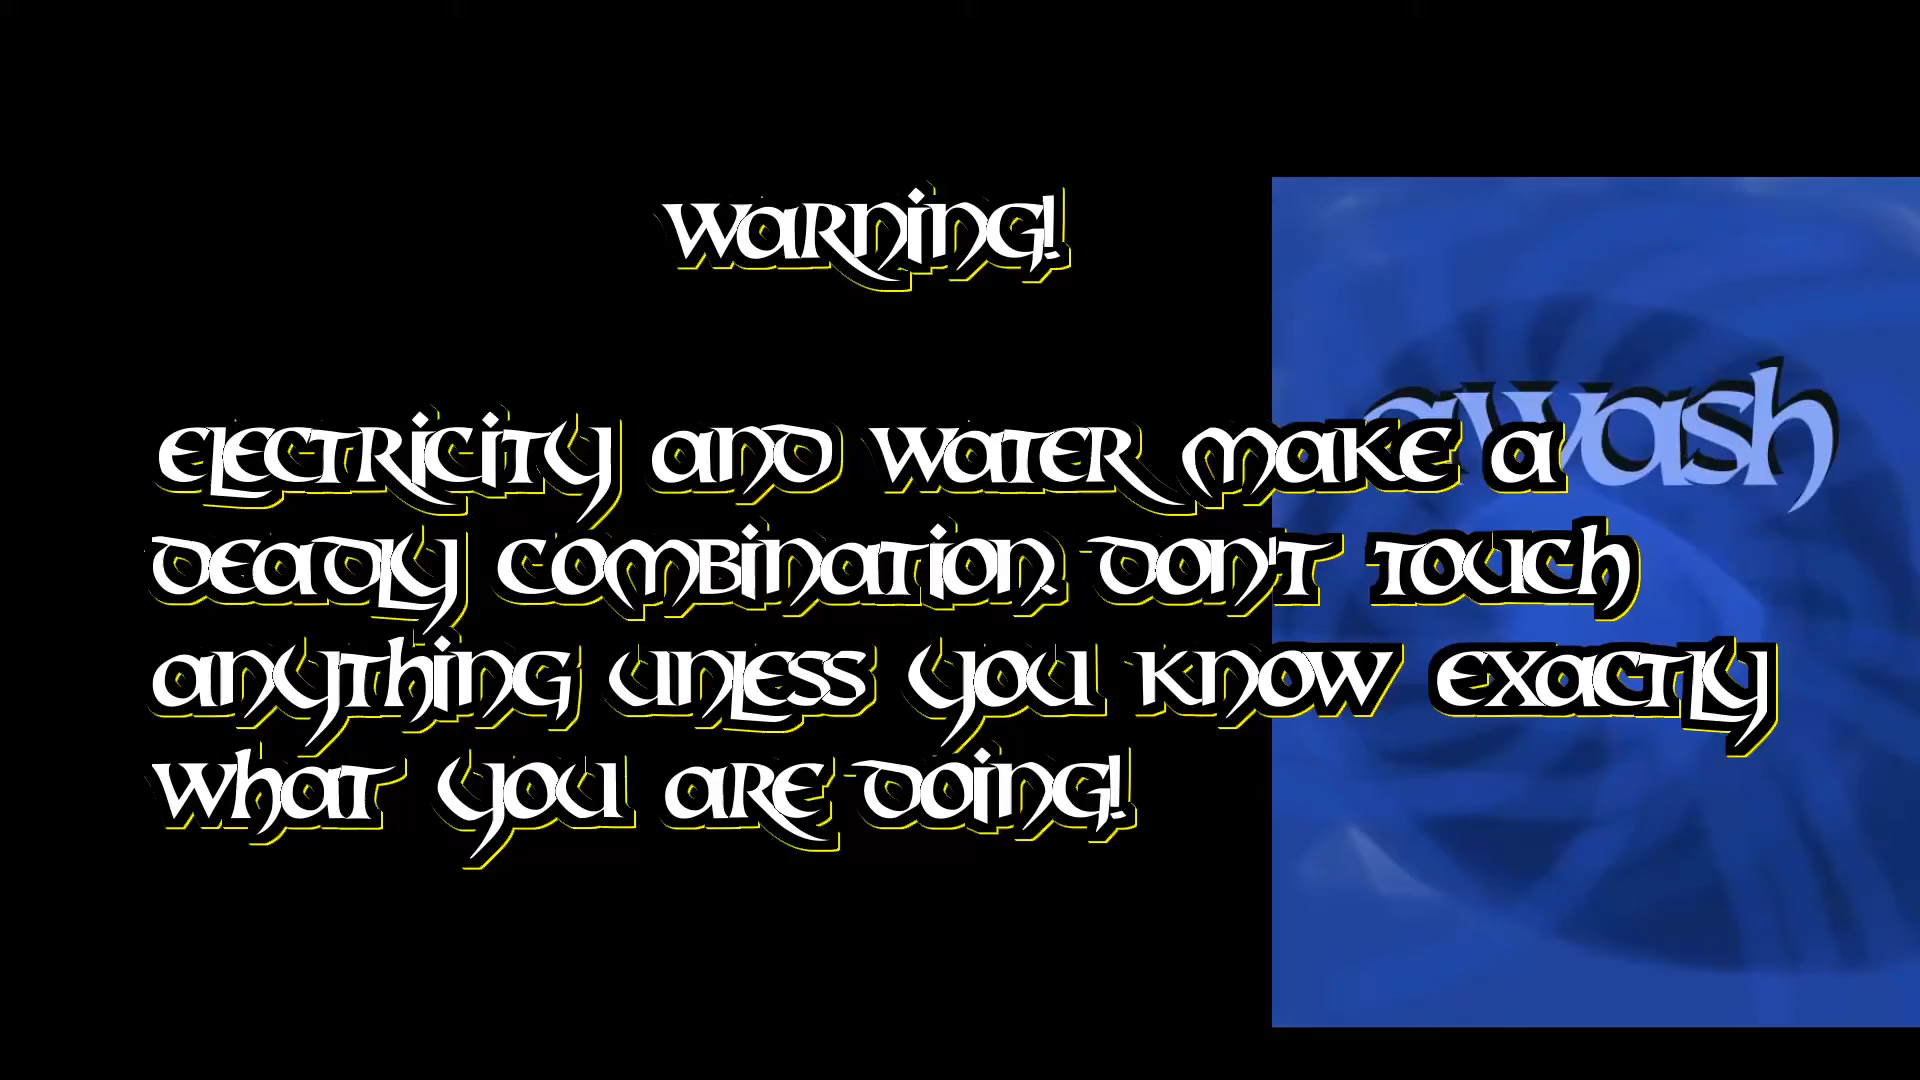 Warning!
awash
Electricity and water make a
deadly combination. Don't touch
anything unless you know exactly
what you are doing!